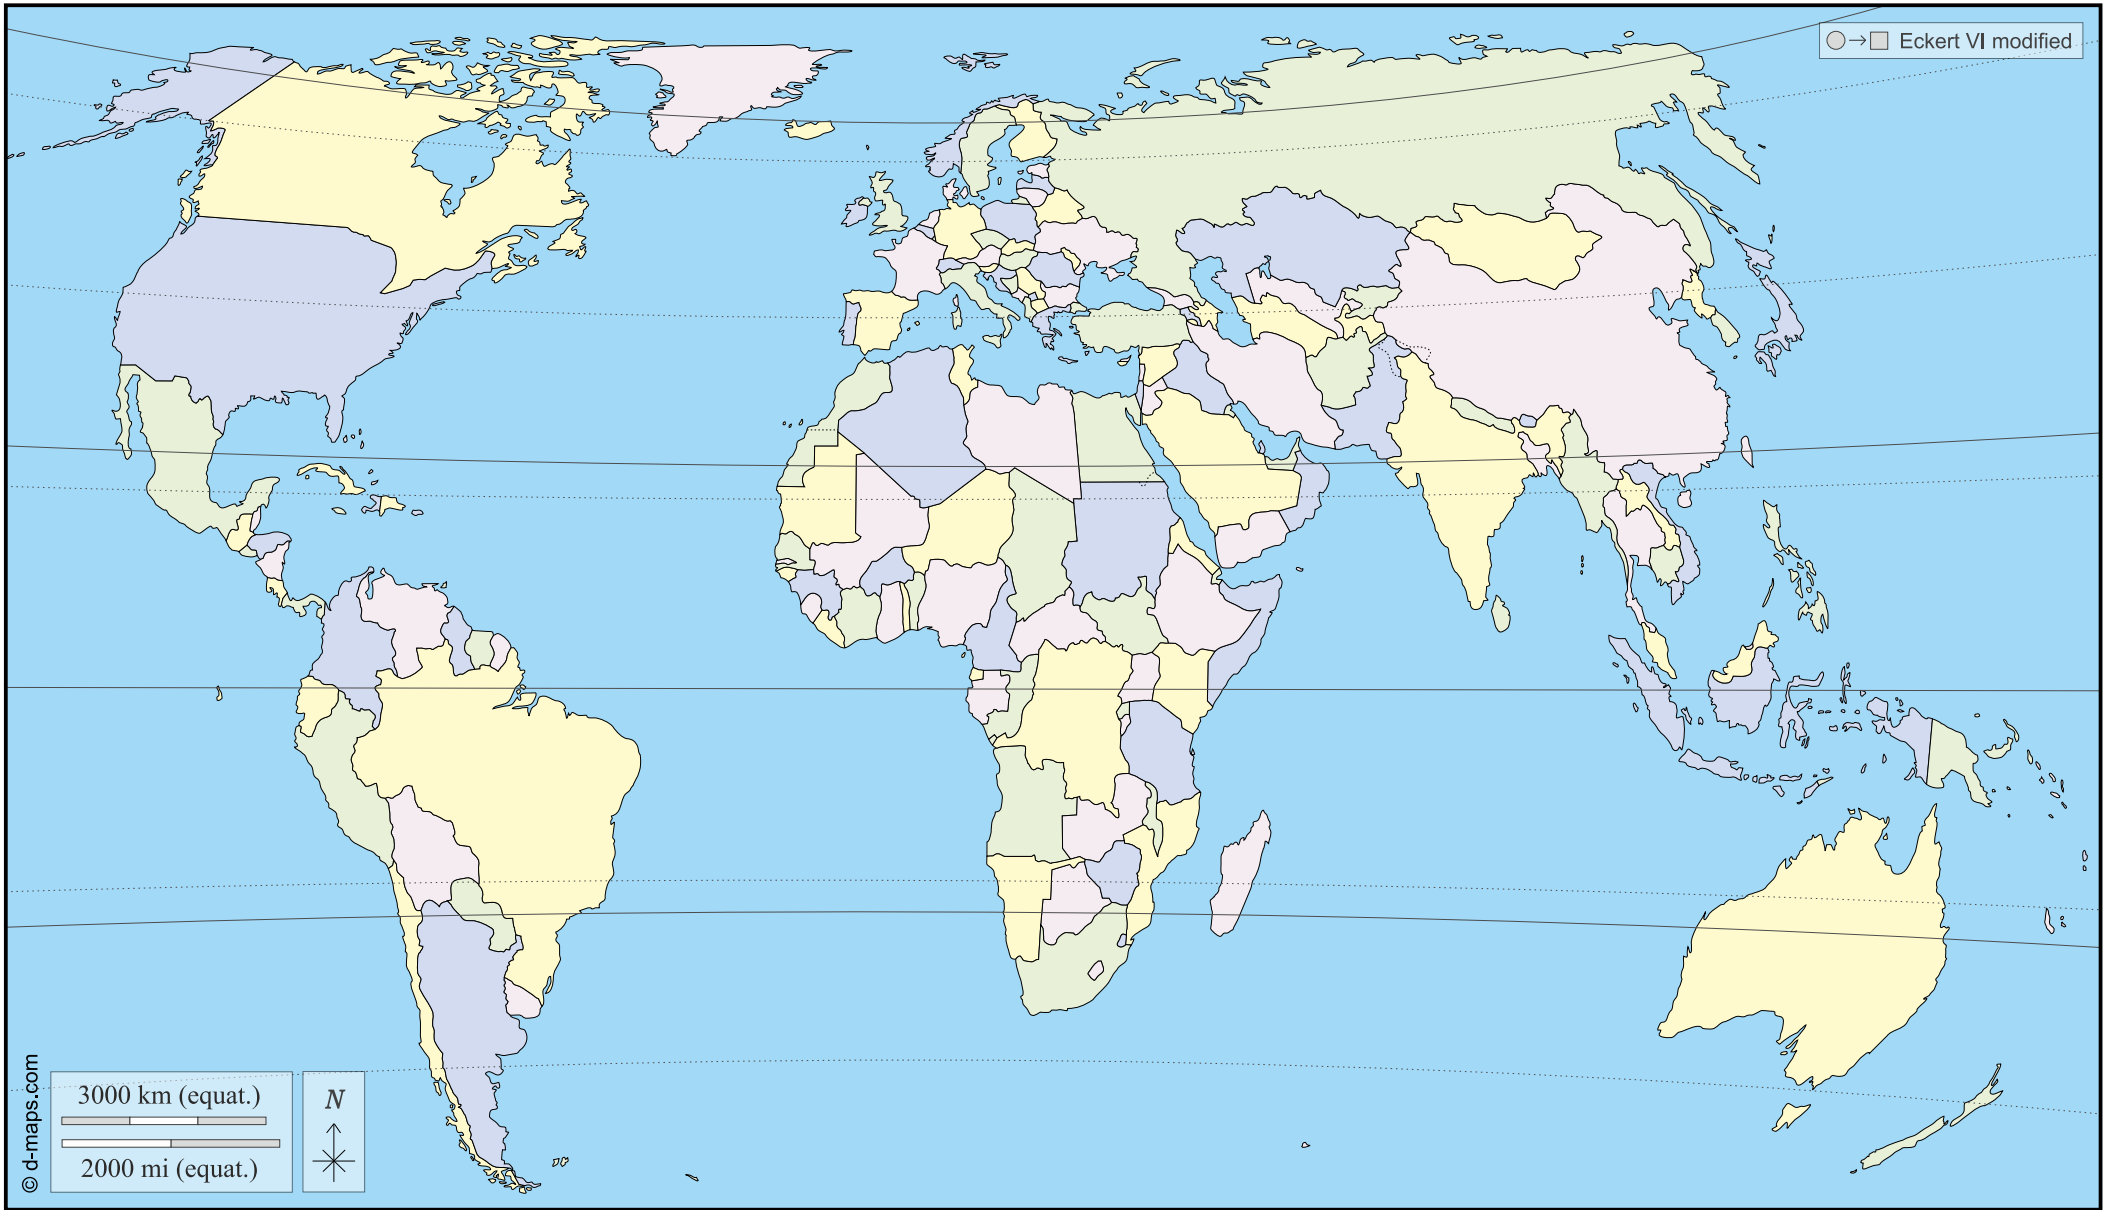 → Eckert VI modified
3000 km (equat.)
2000 mi (equat.)
N
© d-maps.com